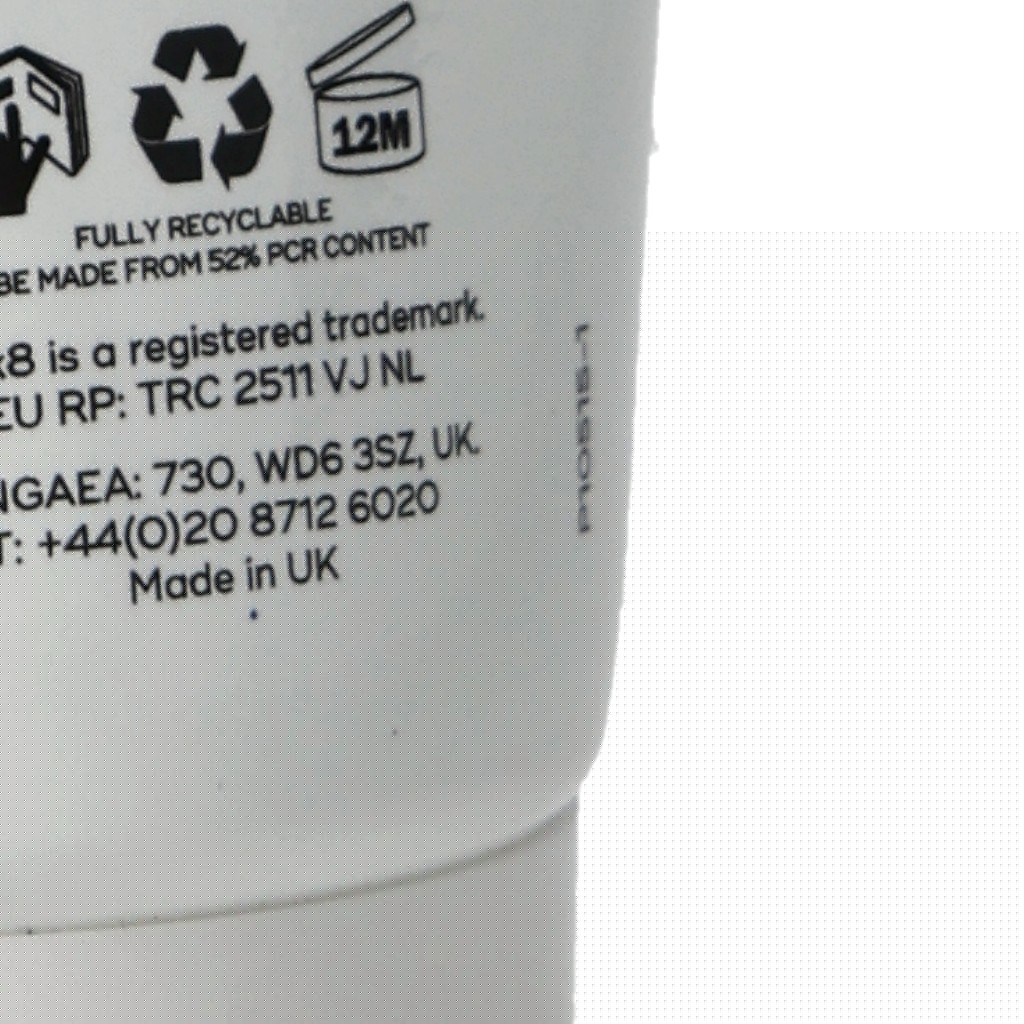 12M
FULLY RECYCLABLE
BE MADE FROM 52% PCR CONTENT
x8 is a registered trademark.
EU RP: TRC 2511 VJ NL
NGAEA: 730, WD6 3SZ, UK.
T: +44(0)20 8712 6020
Made in UK
P10515-1